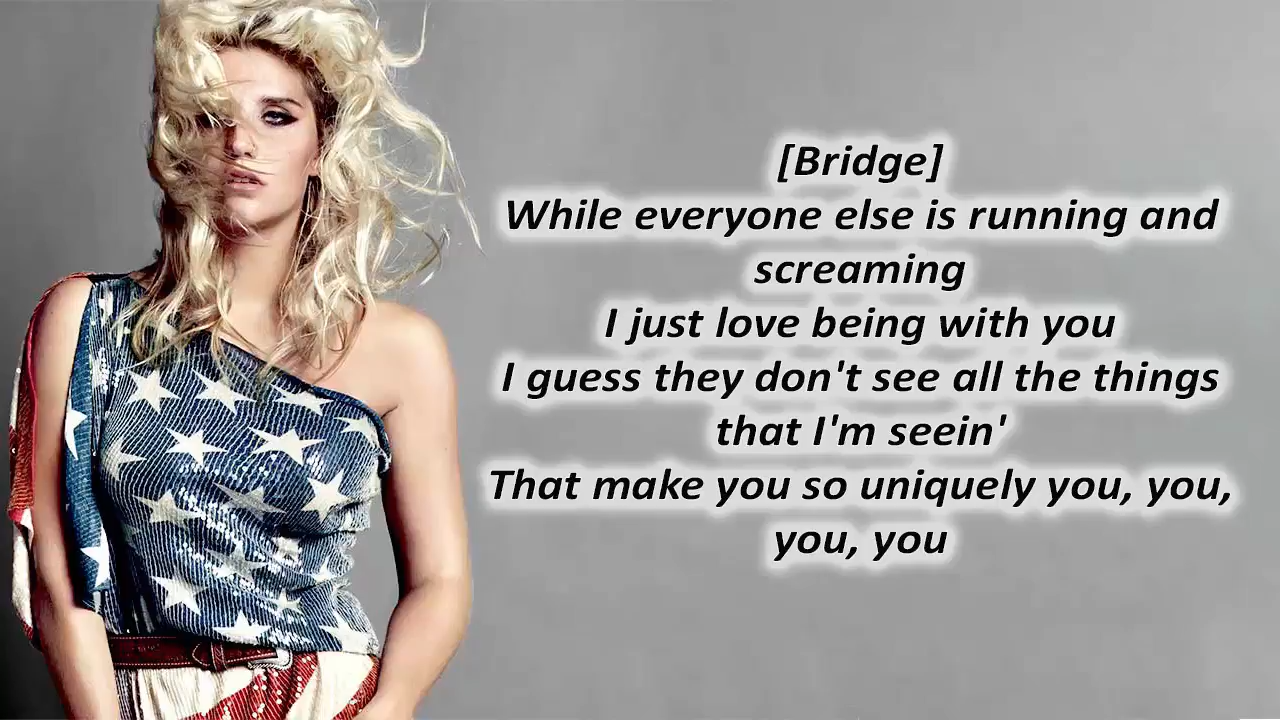 [Bridge]
While everyone else is running and
screaming
I just love being with you
I guess they don't see all the things
that I'm seein'
That make you so uniquely you, you,
you, you